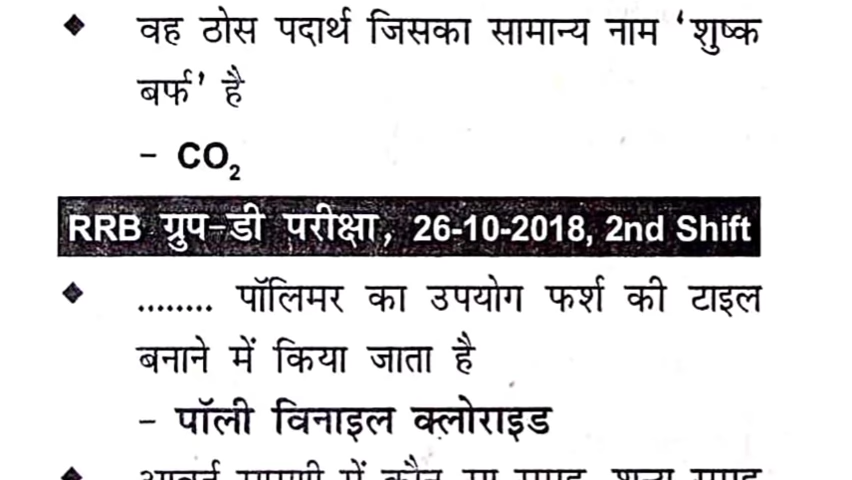 ◆ वह ठोस पदार्थ जिसका सामान्य नाम ‘शुष्क
बर्फ’ है
– CO₂
RRB ग्रुप-डी परीक्षा, 26-10-2018, 2nd Shift
◆ ........ पॉलिमर का उपयोग फर्श की टाइल
बनाने में किया जाता है
– पॉली विनाइल क्लोराइड